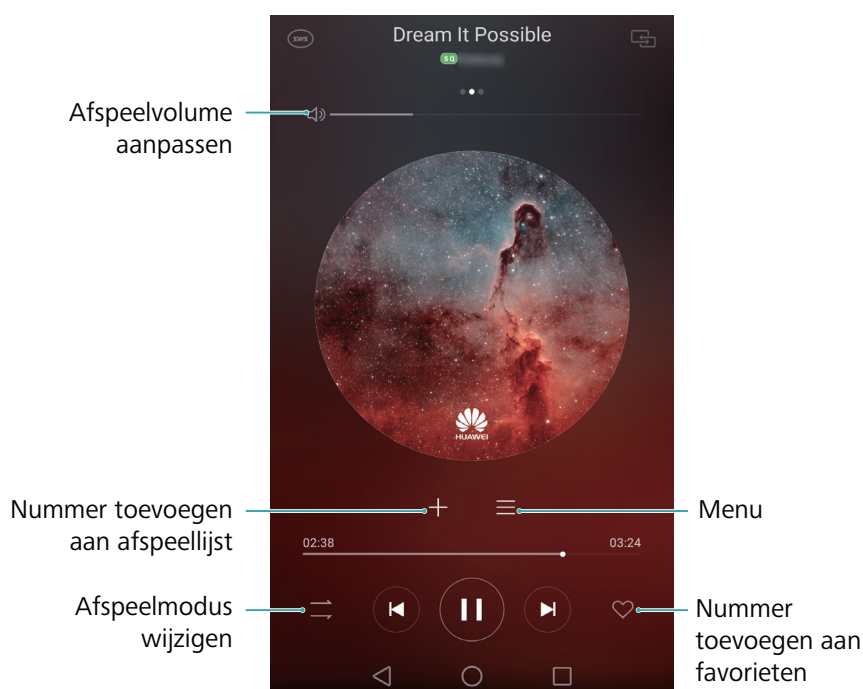 sws
Dream It Possible
SQ
Afspeelvolume
aanpassen
HUAWEI
Nummer toevoegen
aan afspeellijst
Menu
02:38
03:24
Afspeelmodus
wijzigen
Nummer
toevoegen aan
favorieten